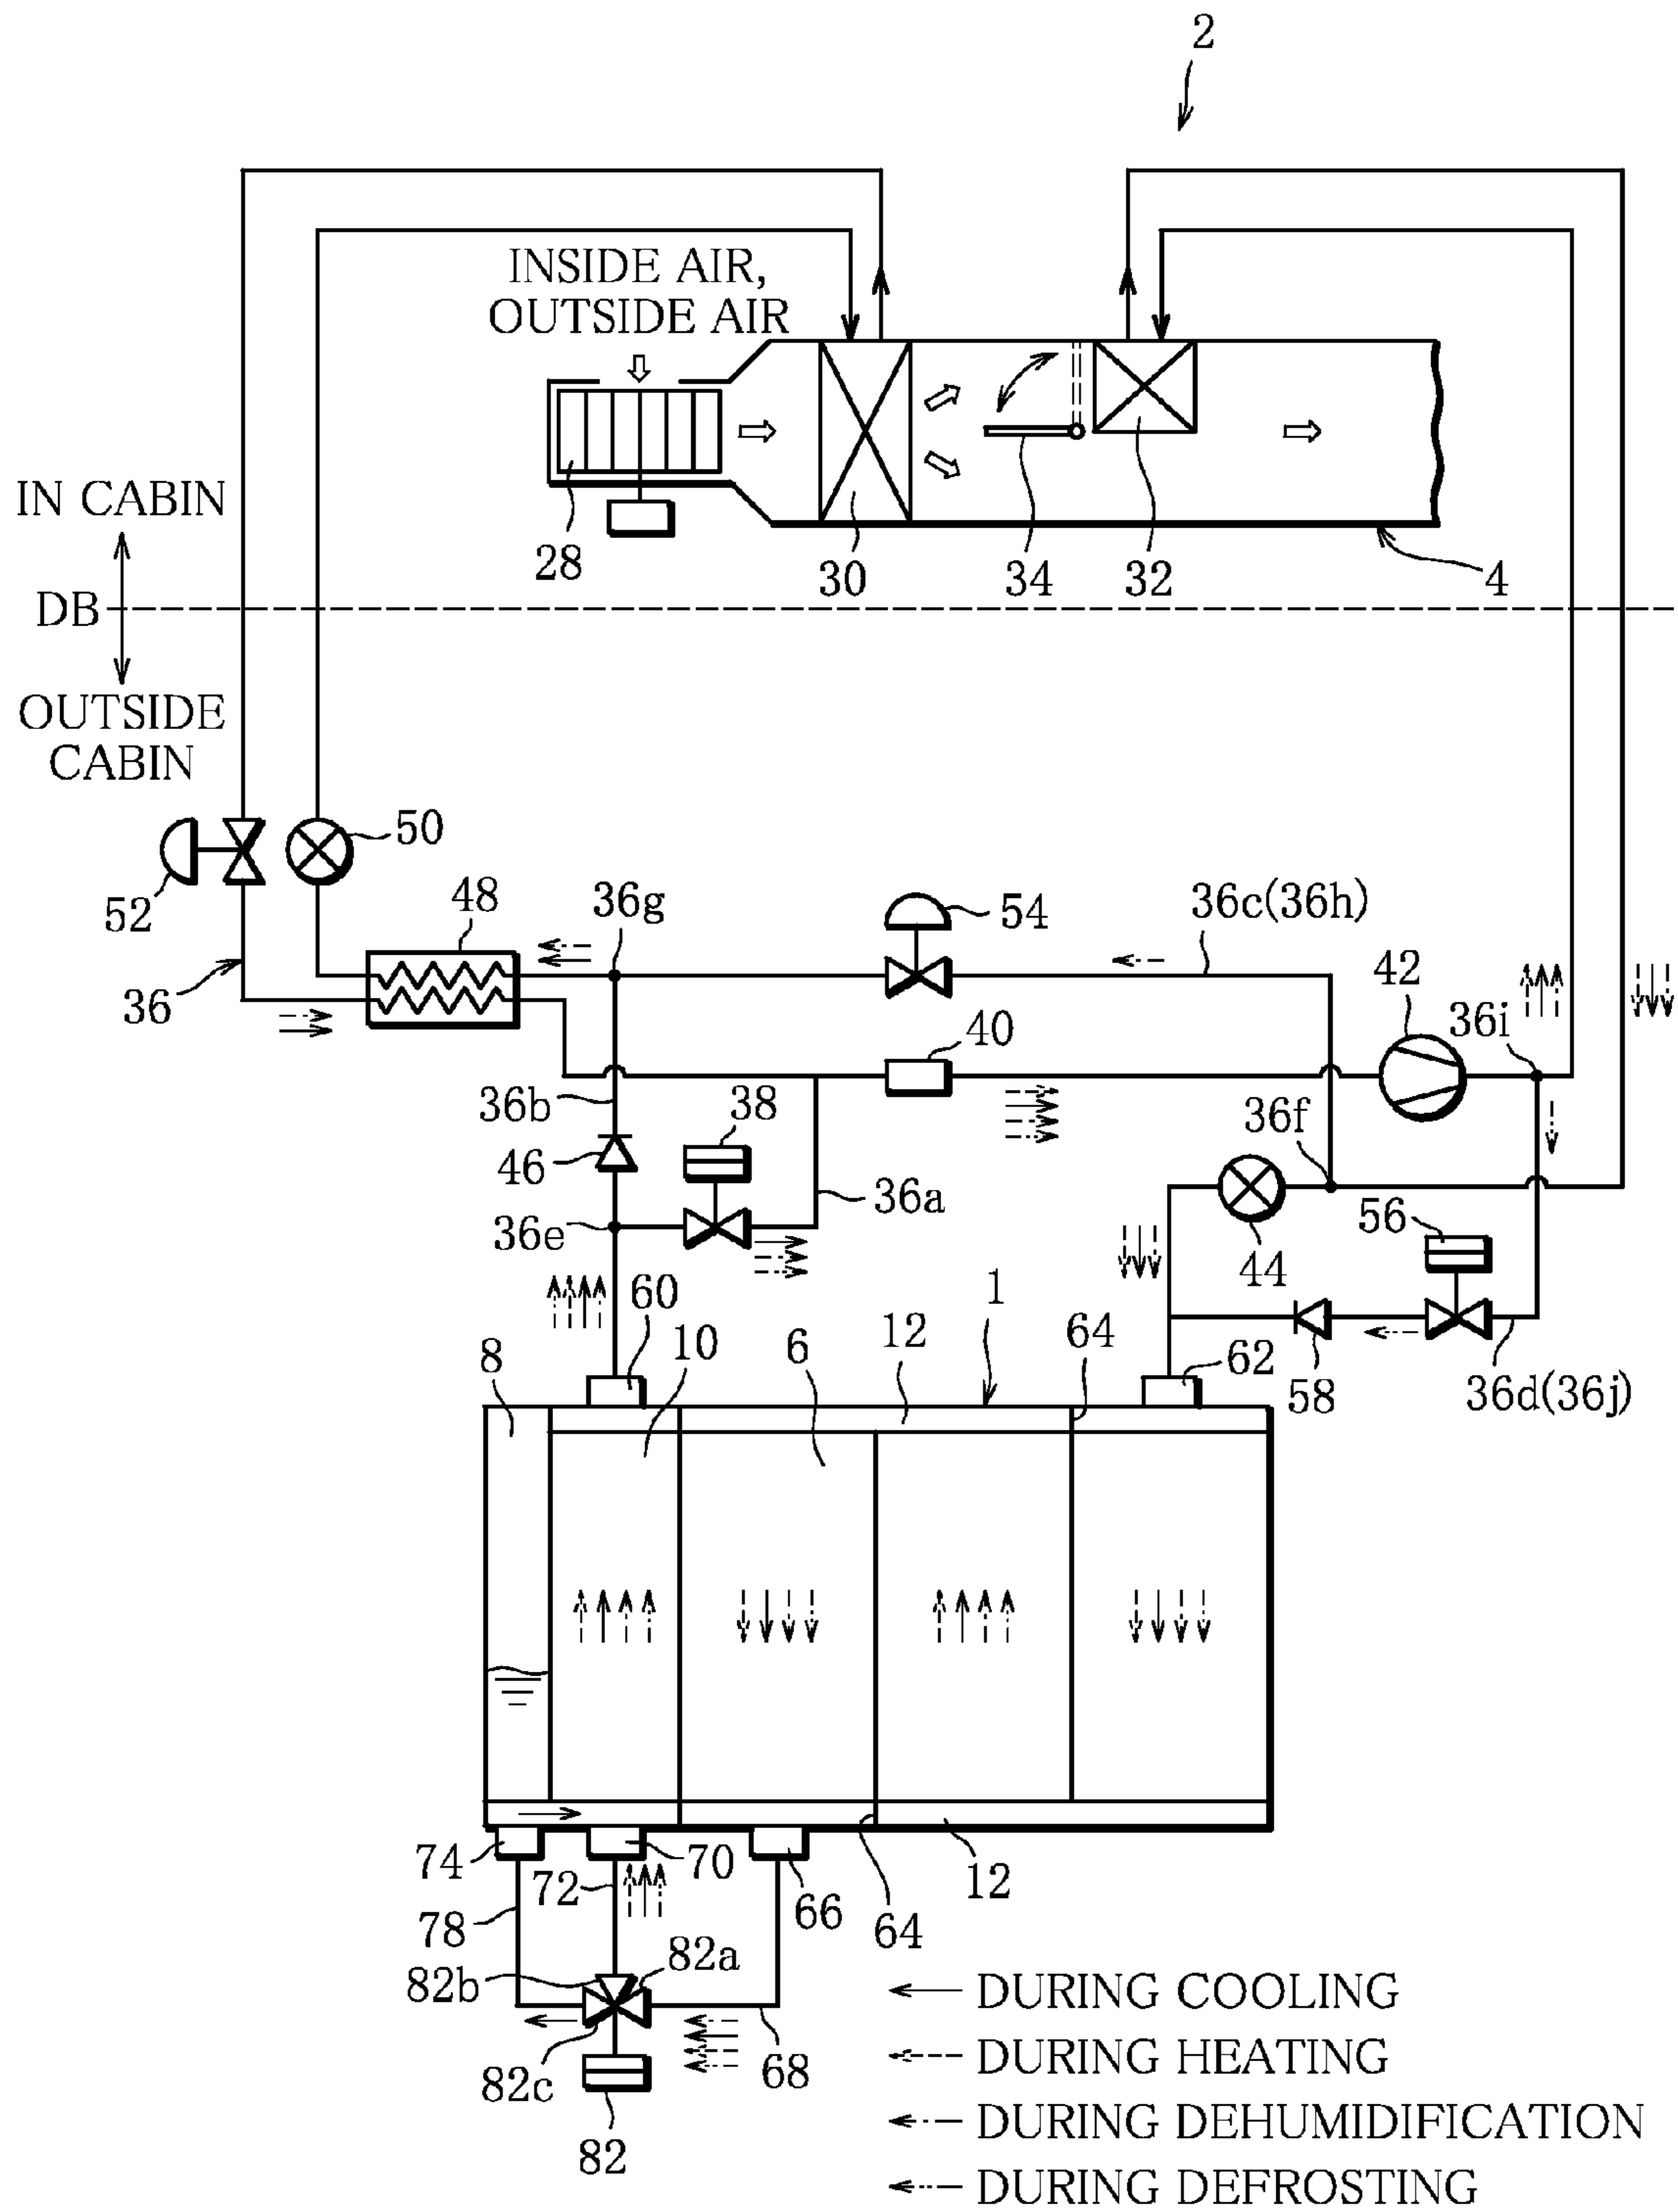 2
INSIDE AIR,
OUTSIDE AIR
IN CABIN
DB
OUTSIDE
CABIN
28
30
34
32
4
50
52
48
36g
54
36c(36h)
42
36
40
36i
36b
38
36f
46
36a
56
36e
44
60
1
64
8
10
6
12
62
12
58
36d(36j)
74
70
72
12
66
64
78
82a
82b
82c
68
82
DURING COOLING
DURING HEATING
DURING DEHUMIDIFICATION
DURING DEFROSTING